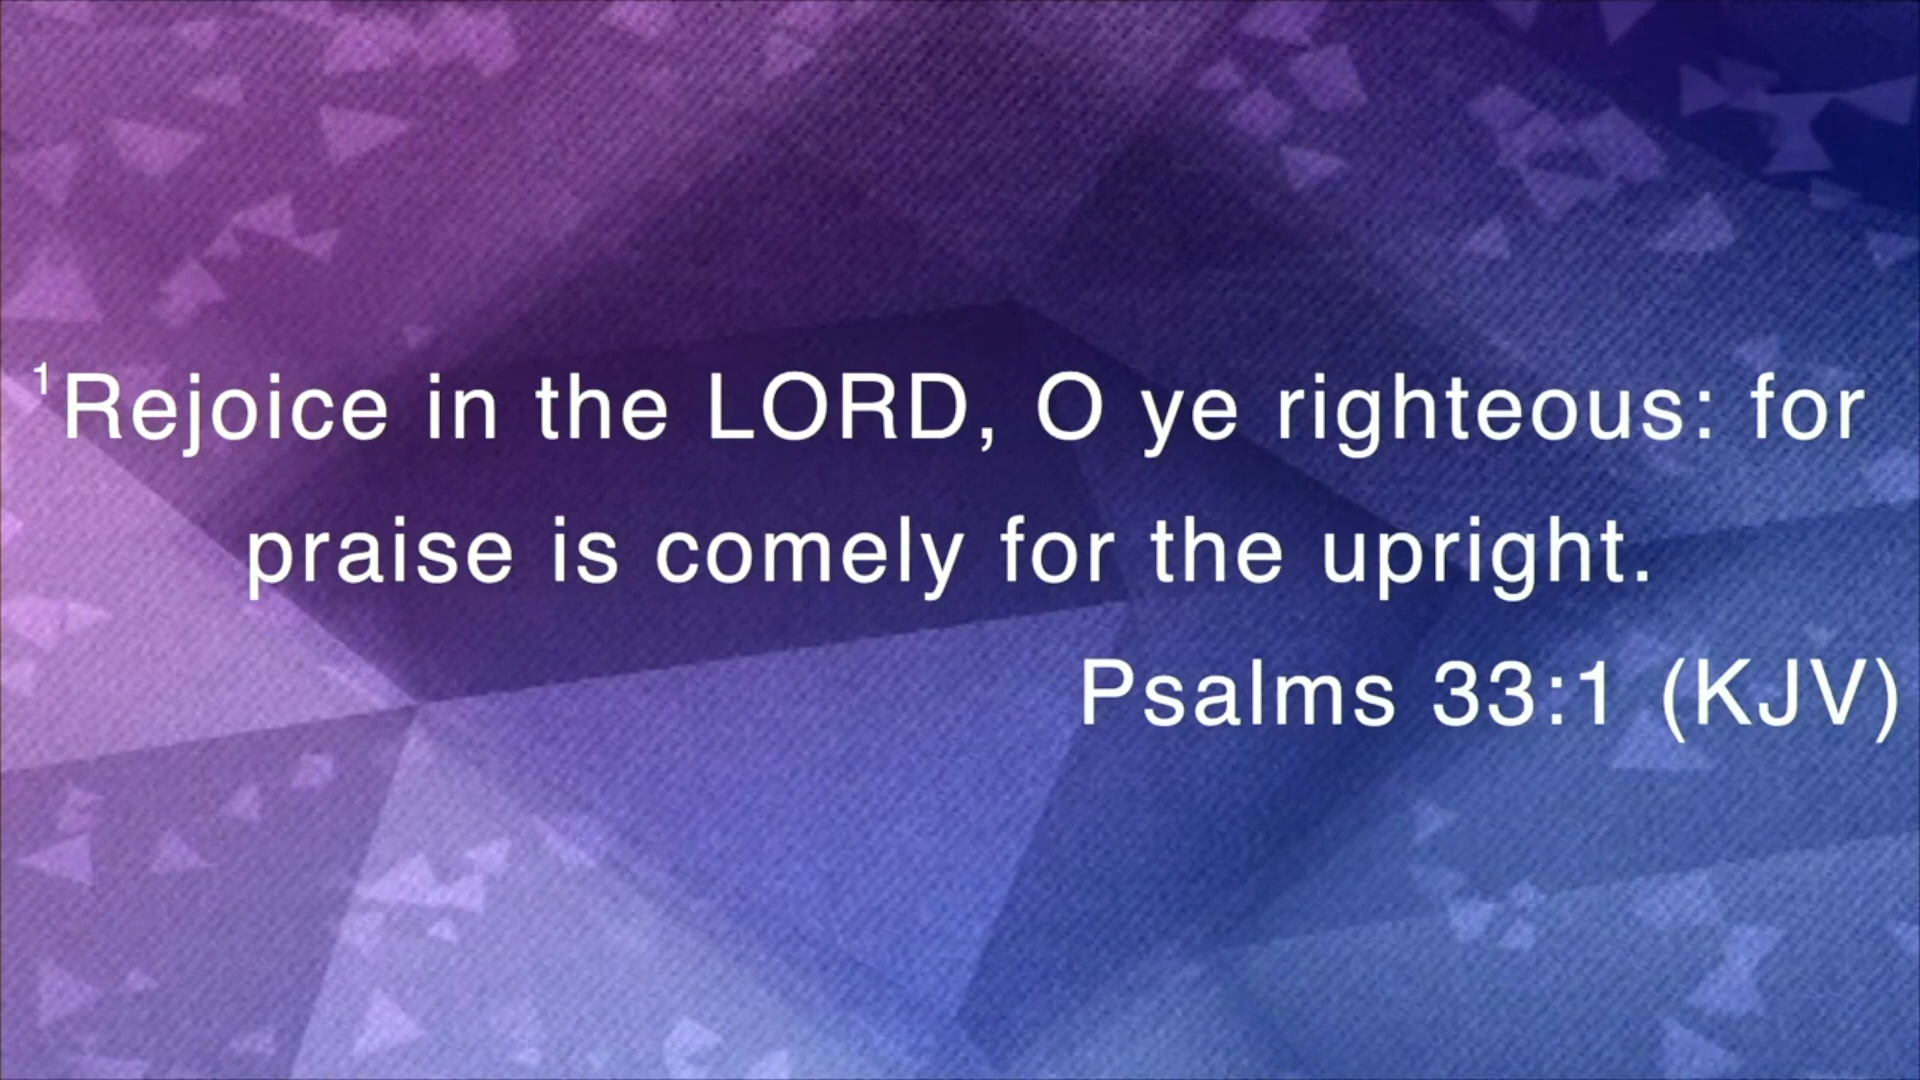 ¹Rejoice in the LORD, O ye righteous: for
praise is comely for the upright.
Psalms 33:1 (KJV)